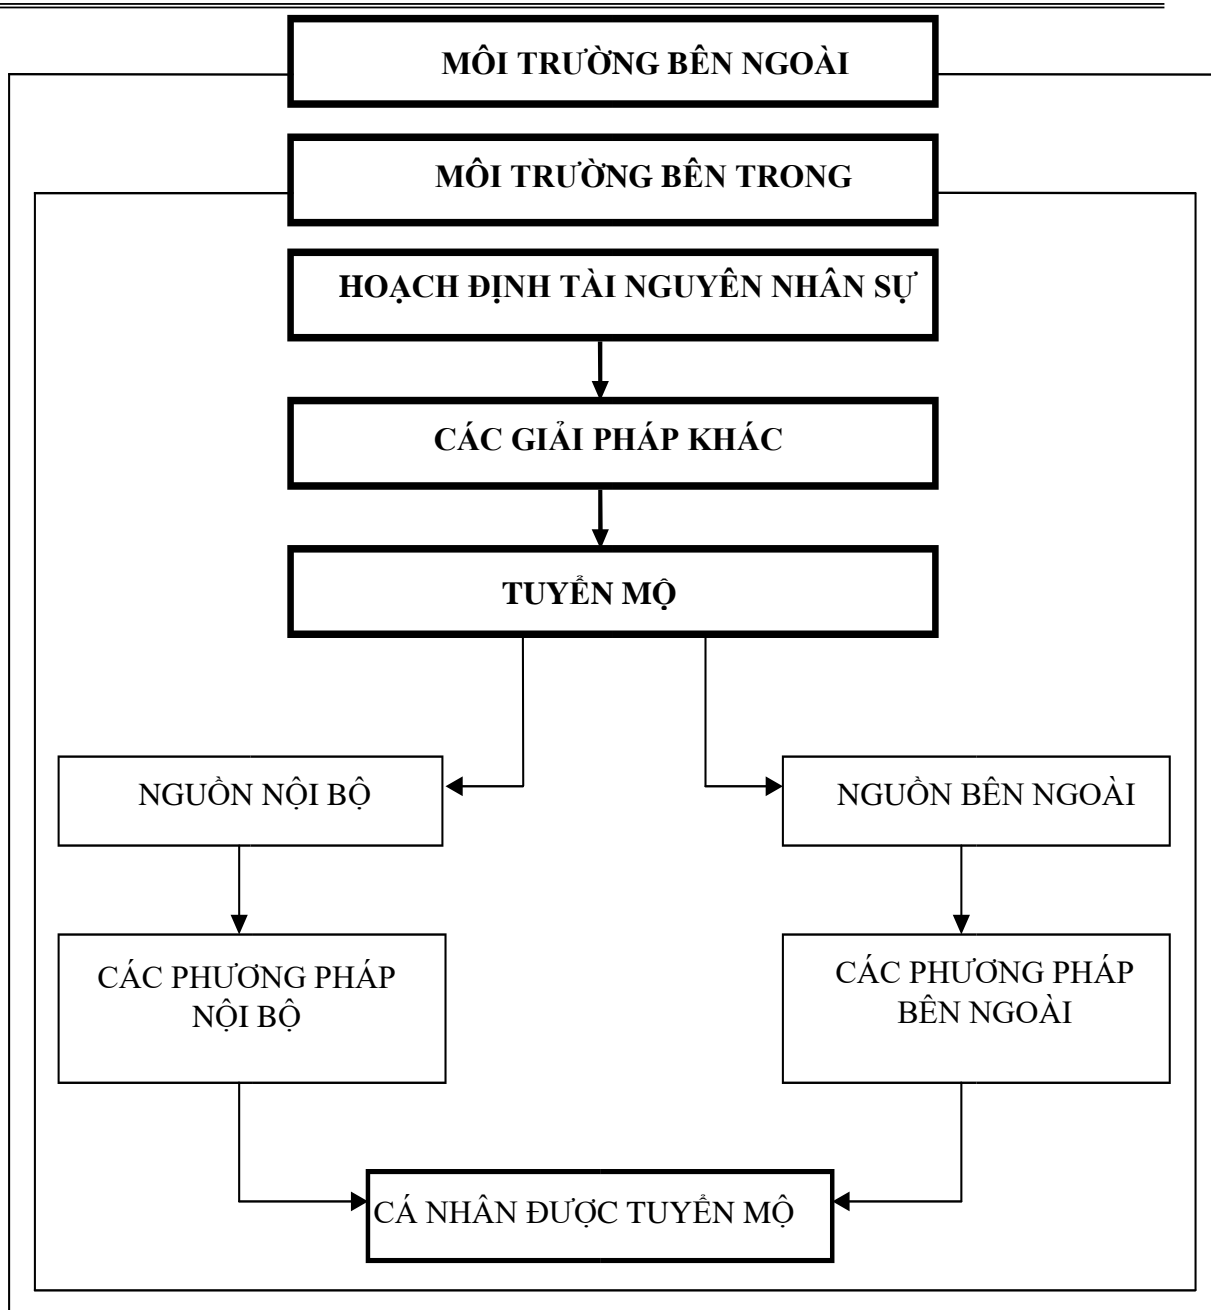 MÔI TRƯỜNG BÊN NGOÀI
MÔI TRƯỜNG BÊN TRONG
HOẠCH ĐỊNH TÀI NGUYÊN NHÂN SỰ
CÁC GIẢI PHÁP KHÁC
TUYỂN MỘ
NGUỒN NỘI BỘ
NGUỒN BÊN NGOÀI
CÁC PHƯƠNG PHÁP
NỘI BỘ
CÁC PHƯƠNG PHÁP
BÊN NGOÀI
CÁ NHÂN ĐƯỢC TUYỂN MỘ